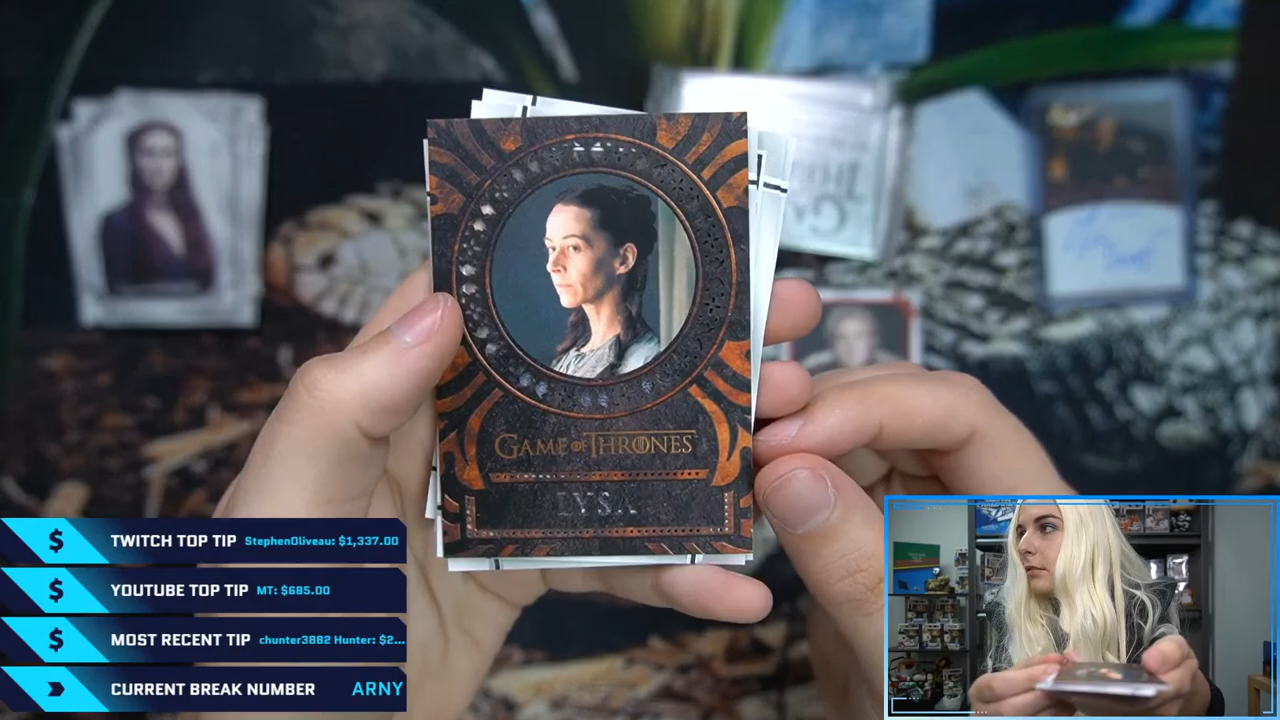 GAME OF THRONES
LYSA
TWITCH TOP TIP StephenOliveau: $1,337.00
YOUTUBE TOP TIP MT: $685.00
MOST RECENT TIP chunter3882 Hunter: $2...
CURRENT BREAK NUMBER ARNY